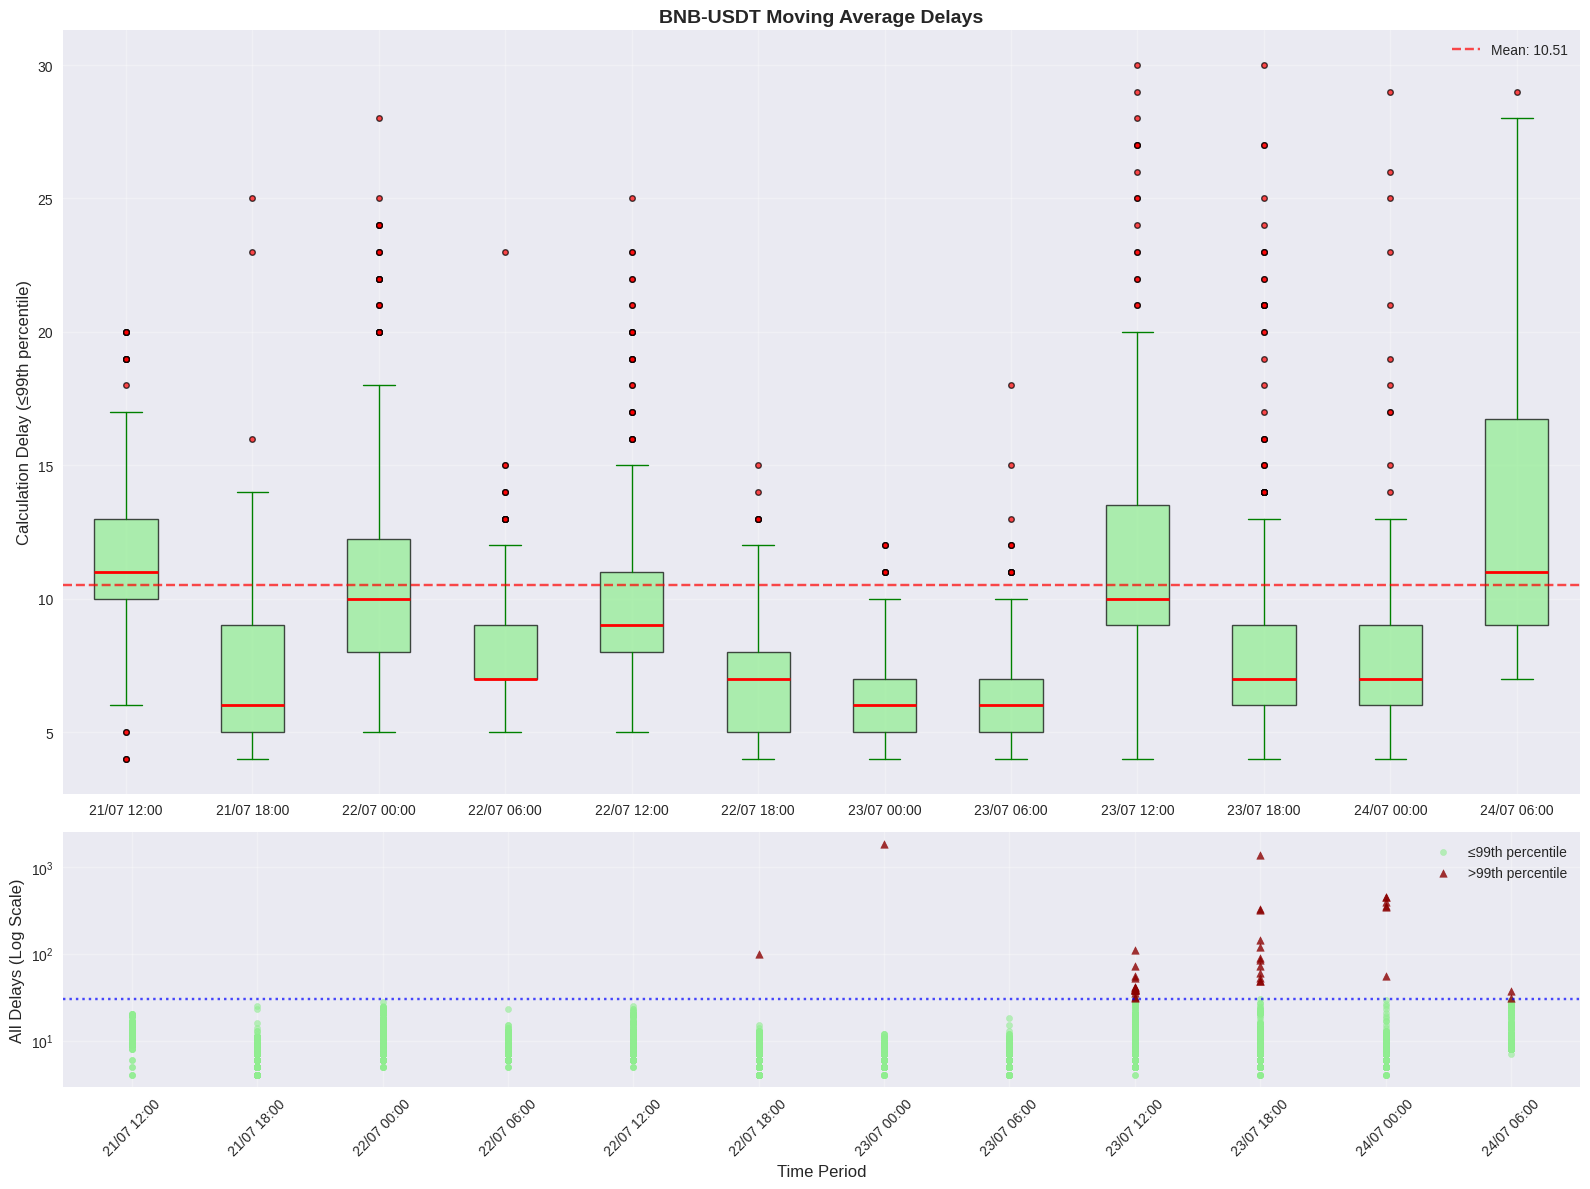 BNB-USDT Moving Average Delays
Mean: 10.51
Calculation Delay (≤99th percentile)
30
25
20
15
10
5
21/07 12:00 21/07 18:00 22/07 00:00 22/07 06:00 22/07 12:00 22/07 18:00 23/07 00:00 23/07 06:00 23/07 12:00 23/07 18:00 24/07 00:00 24/07 06:00
≤99th percentile
>99th percentile
All Delays (Log Scale)
10³
10²
10¹
21/07 12:00 21/07 18:00 22/07 00:00 22/07 06:00 22/07 12:00 22/07 18:00 23/07 00:00 23/07 06:00 23/07 12:00 23/07 18:00 24/07 00:00 24/07 06:00
Time Period